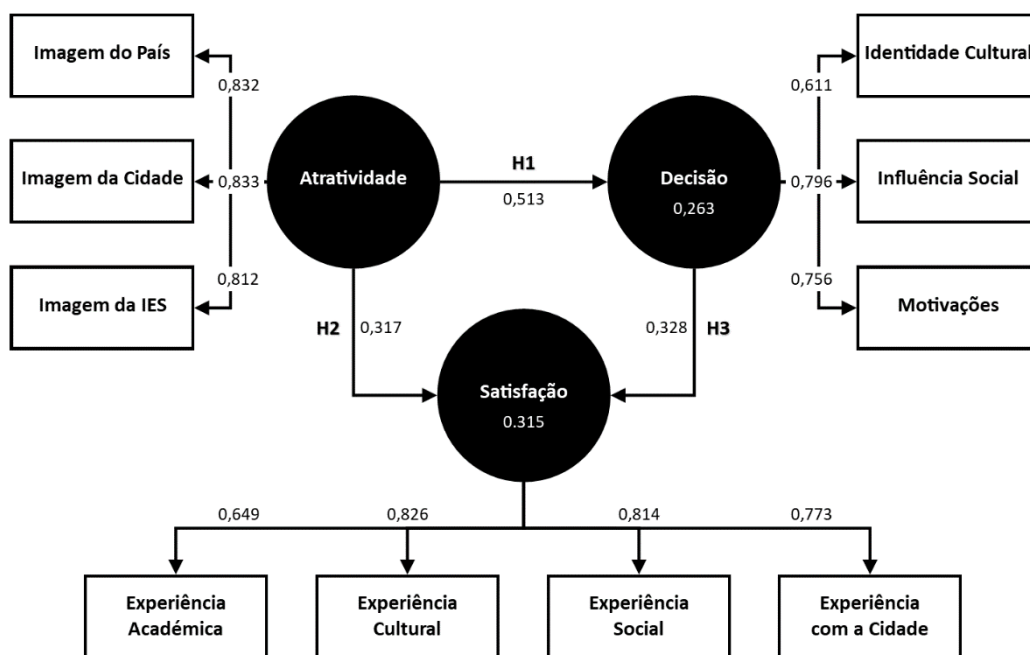 Imagem do País
Identidade Cultural
0,832
0,611
H1
Imagem da Cidade
0,833
Atratividade
Decisão
0,796
Influência Social
0,513
0,263
0,812
0,756
Imagem da IES
Motivações
H2
0,317
0,328
H3
Satisfação
0.315
0,649
0,826
0,814
0,773
Experiência
Académica
Experiência
Cultural
Experiência
Social
Experiência
com a Cidade